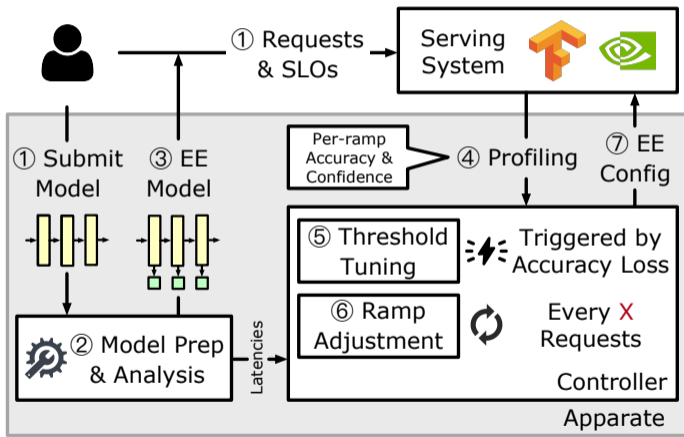 ① Requests
& SLOs
Serving
System
① Submit
Model
③ EE
Model
Per-ramp
Accuracy &
Confidence
④ Profiling
⑦ EE
Config
⑤ Threshold
Tuning
Triggered by
Accuracy Loss
⑥ Ramp
Adjustment
Every X
Requests
② Model Prep
& Analysis
Latencies
Controller
Apparate